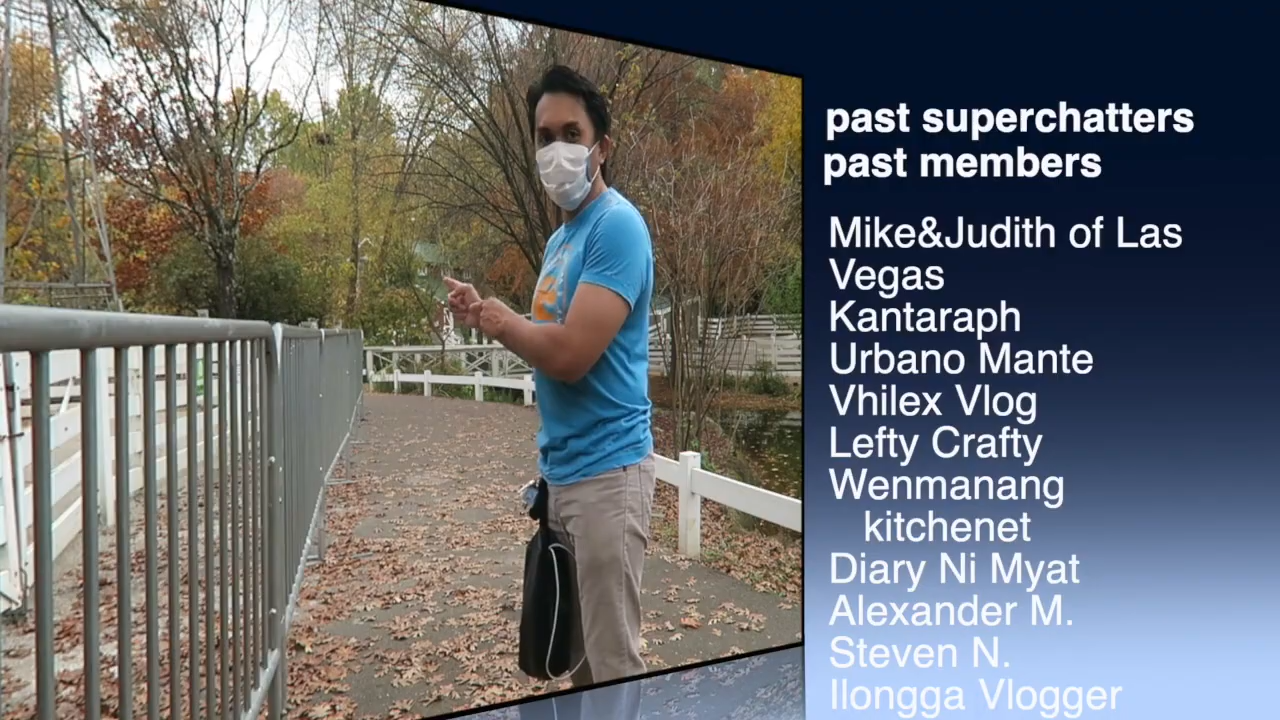 past superchatters
past members
Mike&Judith of Las
Vegas
Kantaraph
Urbano Mante
Vhilex Vlog
Lefty Crafty
Wenmanang
kitchenet
Diary Ni Myat
Alexander M.
Steven N.
Ilongga Vlogger